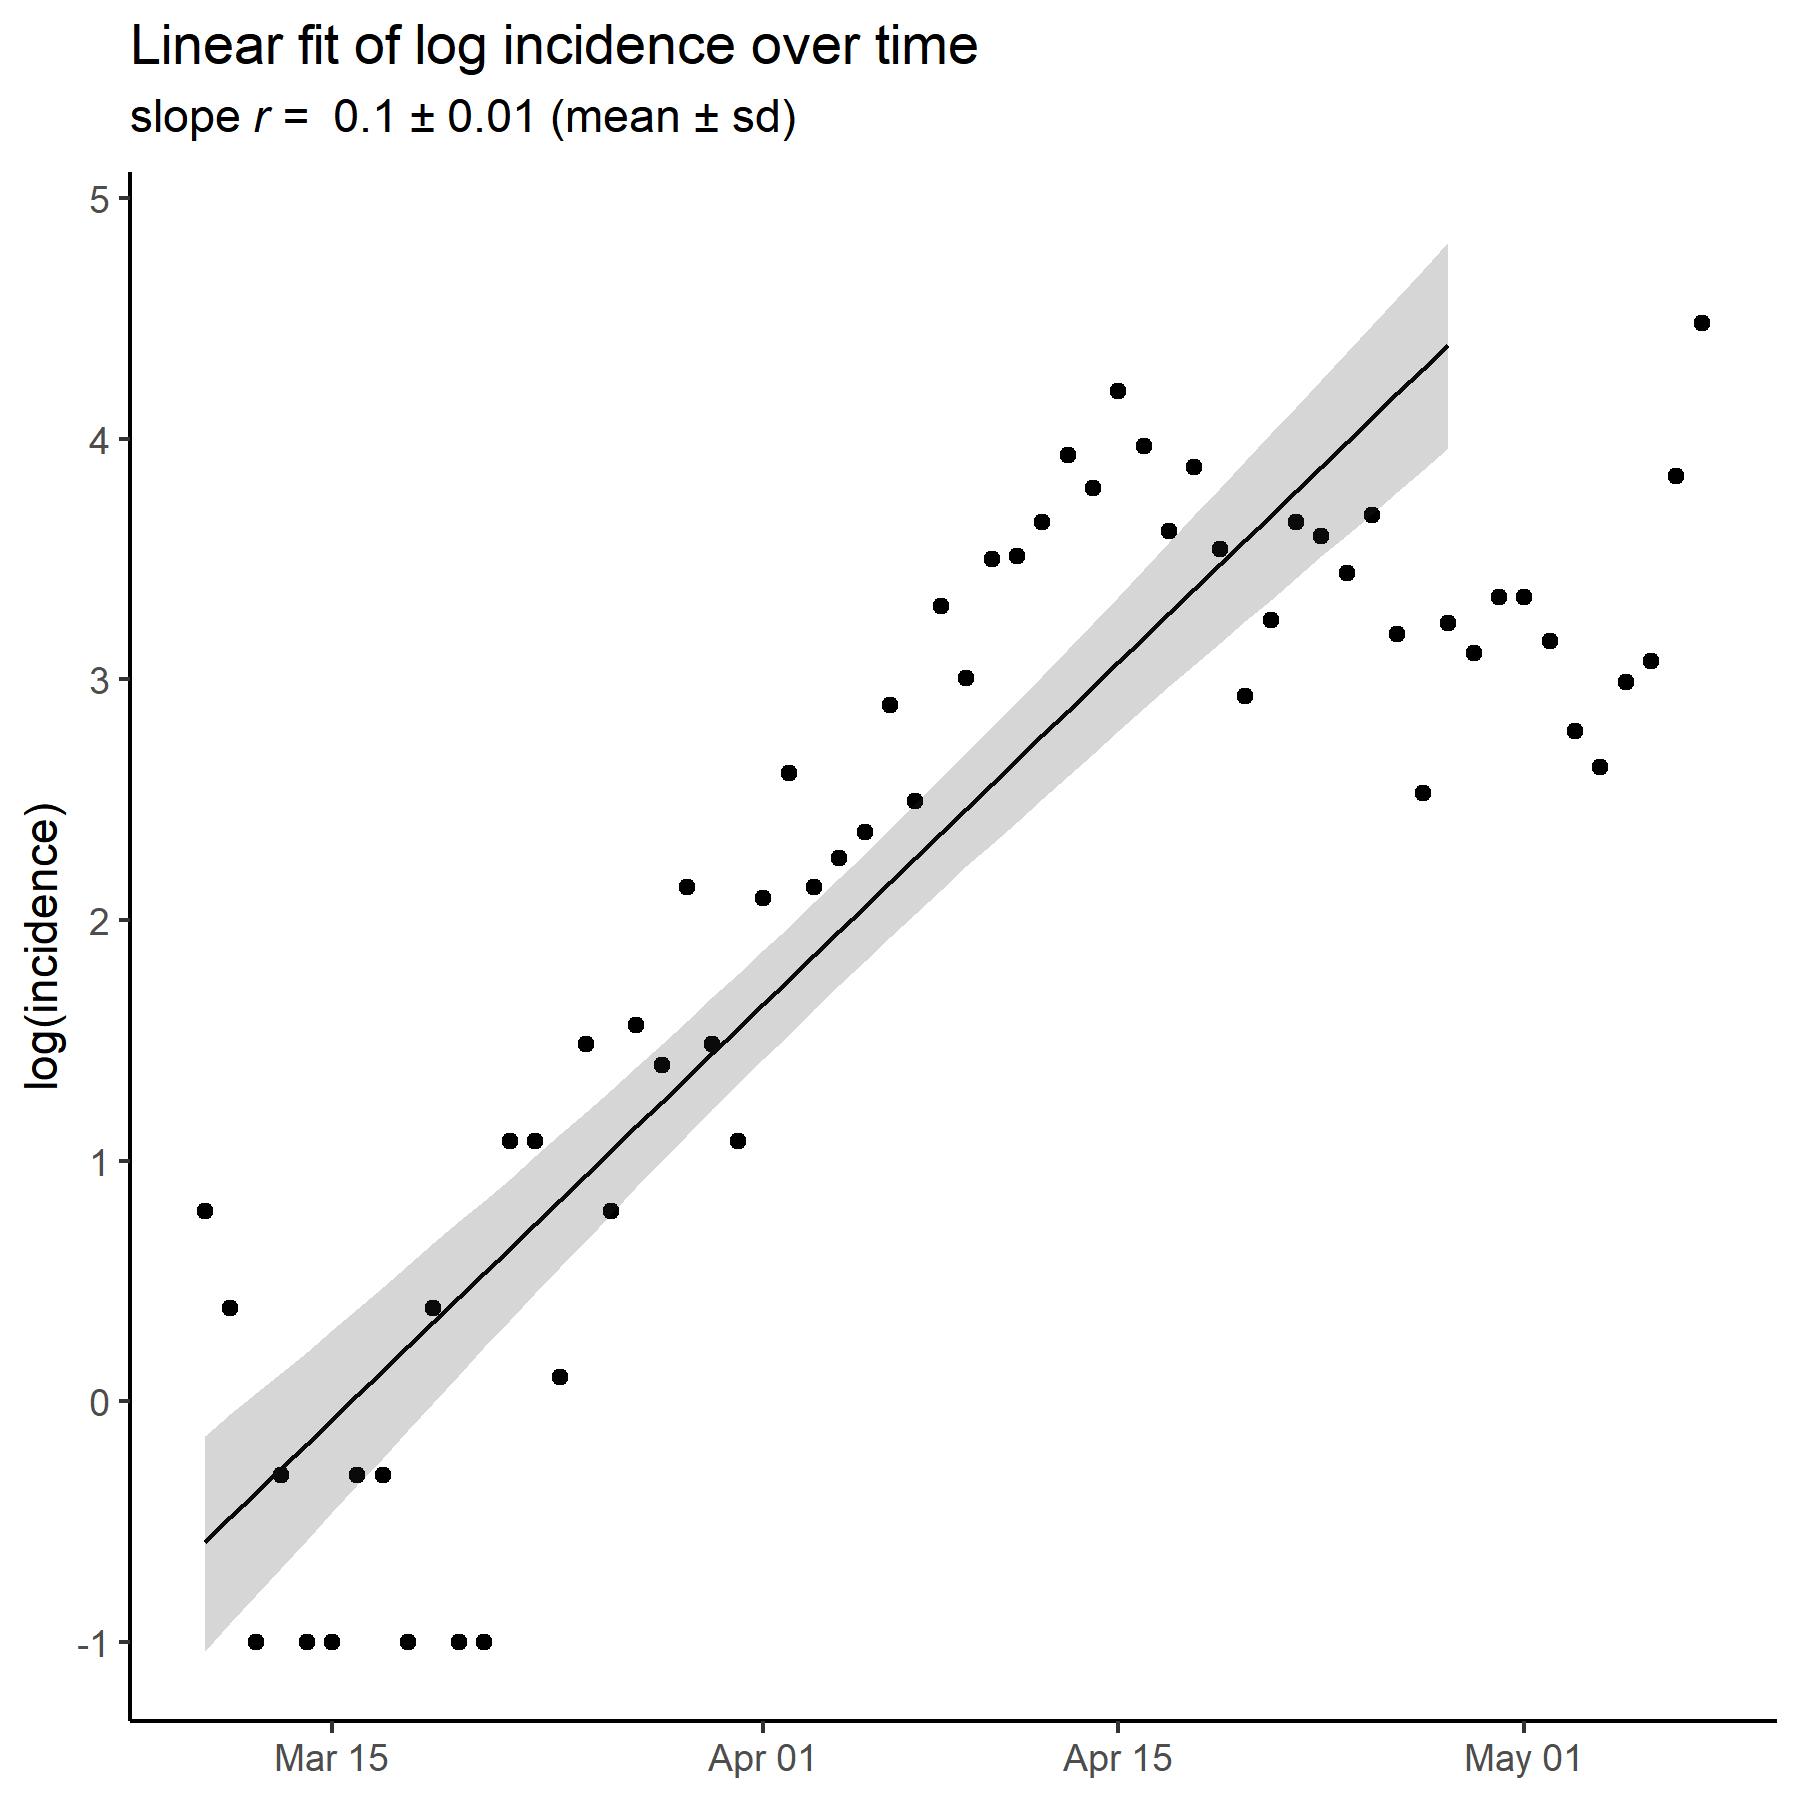 Linear fit of log incidence over time
slope r = 0.1 ± 0.01 (mean ± sd)
5
4
3
2
1
0
-1
log(incidence)
Mar 15
Apr 01
Apr 15
May 01